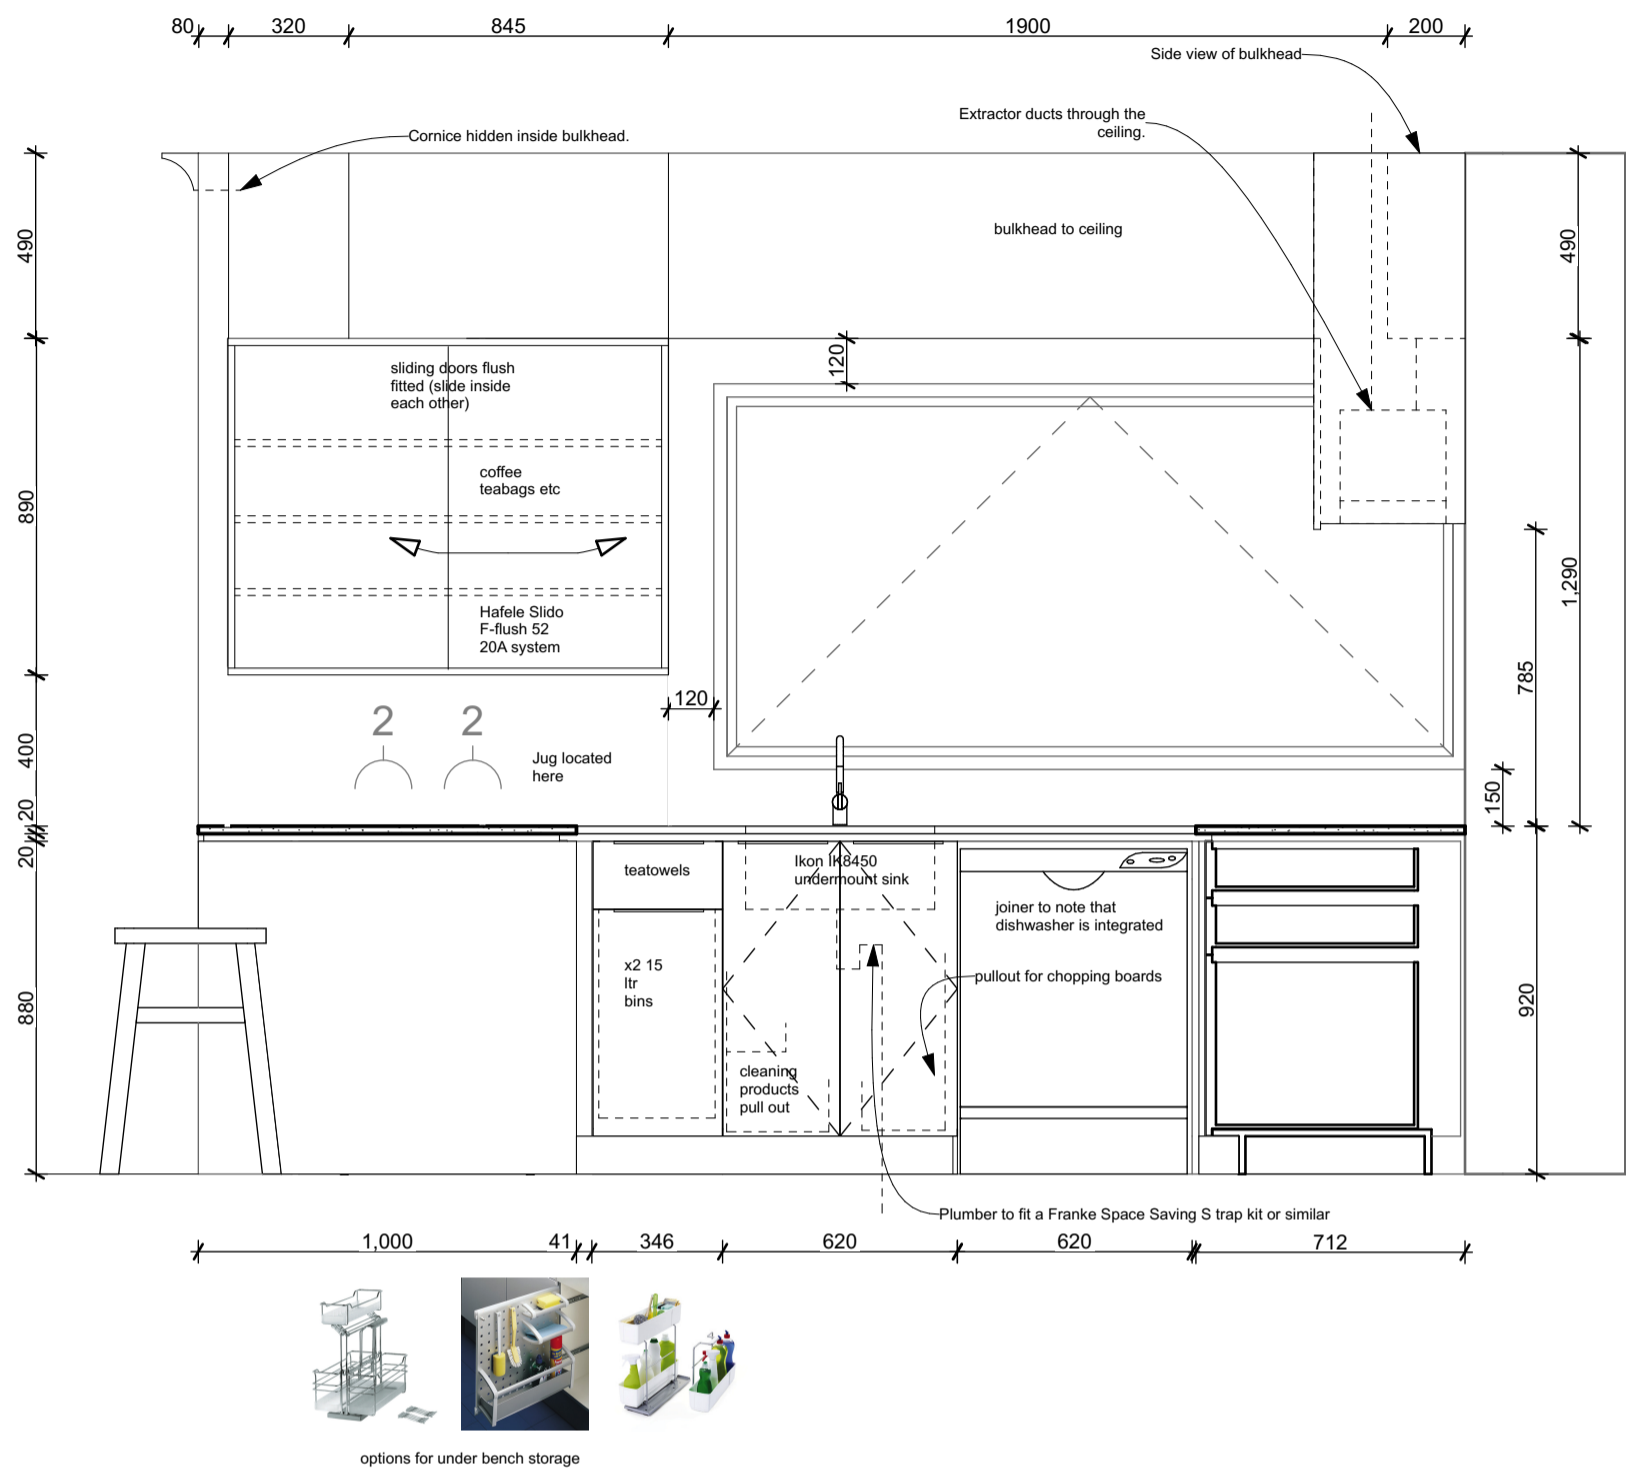 80
320
845
1900
200
Side view of bulkhead
Extractor ducts through the
ceiling.
Cornice hidden inside bulkhead.
490
bulkhead to ceiling
490
120
sliding doors flush
fitted (slide inside
each other)
coffee
teabags etc
890
1,290
Hafele Slido
F-flush 52
20A system
785
120
2
2
Jug located
here
400
150
20
20
teatowels
Ikon IK8450
undermount sink
joiner to note that
dishwasher is integrated
x2 15
ltr
bins
pullout for chopping boards
880
920
cleaning
products
pull out
Plumber to fit a Franke Space Saving S trap kit or similar
1,000
41
346
620
620
712
options for under bench storage